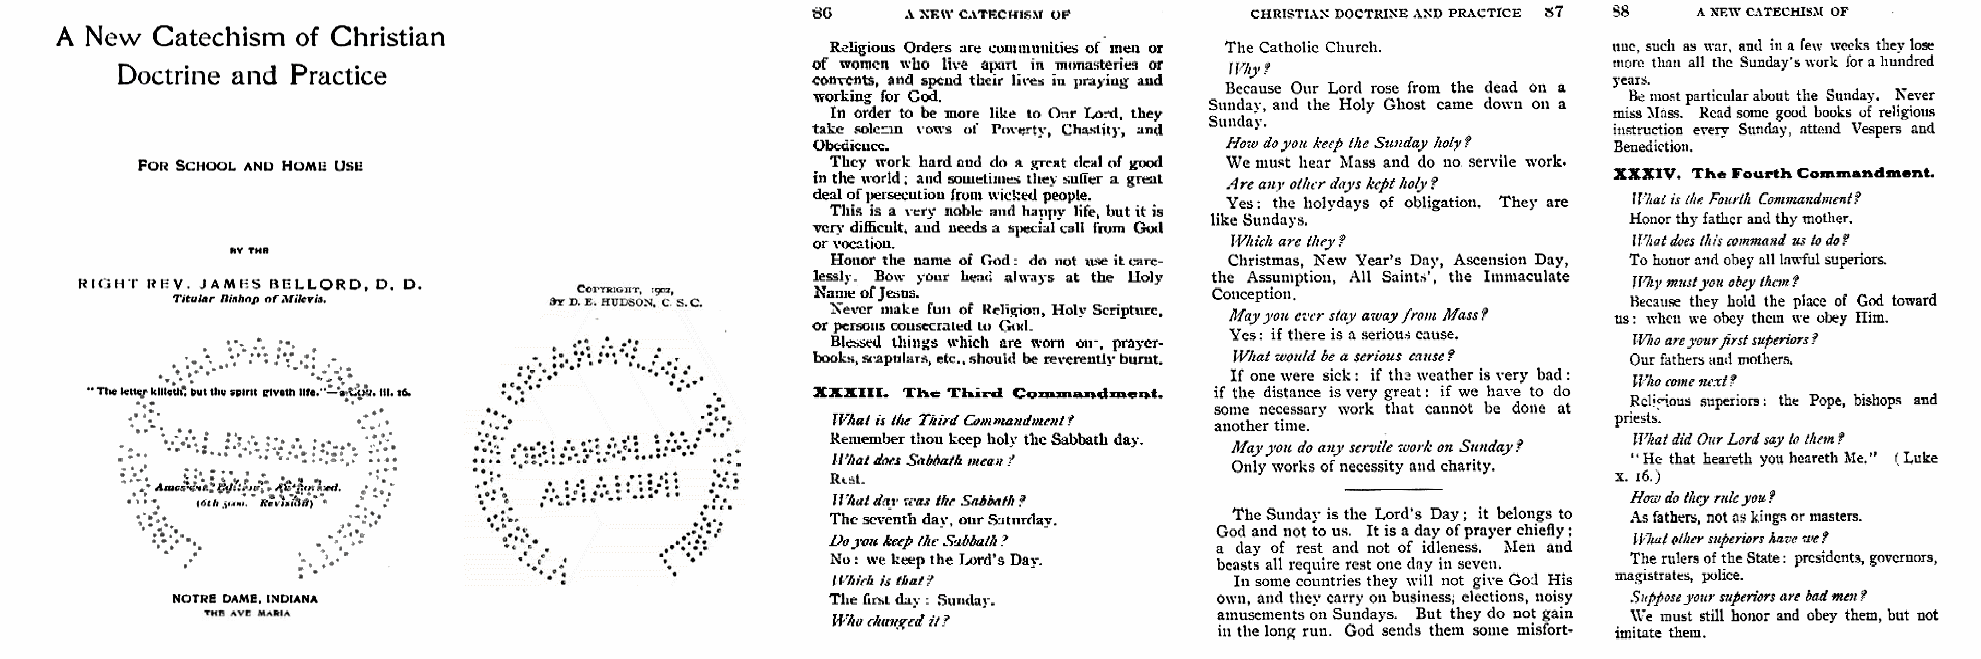 A New Catechism of Christian
Doctrine and Practice
FOR SCHOOL AND HOME USE
BY THE
RIGHT REV. JAMES BELLORD, D. D.
Titular Bishop of Milevis.
"The letter killeth, but the spirit giveth life."—2 Cor. III. 16.
American Edition, Authorized.
(6th Revision)
NOTRE DAME, INDIANA
THE AVE MARIA
COPYRIGHT, 1902,
BY D. E. HUDSON, C. S. C.
86 A NEW CATECHISM OF
Religious Orders are communities of men or
of women who live apart in monasteries or
convents, and spend their lives in praying and
working for God.
In order to be more like to Our Lord, they
take solemn vows of Poverty, Chastity, and
Obedience.
They work hard and do a great deal of good
in the world; and sometimes they suffer a great
deal of persecution from wicked people.
This is a very noble and happy life, but it is
very difficult, and needs a special call from God
or vocation.
Honor the name of God: do not use it care-
lessly. Bow your head always at the Holy
Name of Jesus.
Never make fun of Religion, Holy Scripture,
or persons consecrated to God.
Blessed things which are worn out, prayer-
books, scapulars, etc., should be reverently burnt.
XXXIII. The Third Commandment.
What is the Third Commandment?
Remember thou keep holy the Sabbath day.
What does Sabbath mean?
Rest.
What day was the Sabbath?
The seventh day, our Saturday.
Do you keep the Sabbath?
No: we keep the Lord's Day.
Which is that?
The first day: Sunday.
Who changed it?
CHRISTIAN DOCTRINE AND PRACTICE 87
The Catholic Church.
Why?
Because Our Lord rose from the dead on a
Sunday, and the Holy Ghost came down on a
Sunday.
How do you keep the Sunday holy?
We must hear Mass and do no servile work.
Are any other days kept holy?
Yes: the holydays of obligation. They are
like Sundays.
Which are they?
Christmas, New Year's Day, Ascension Day,
the Assumption, All Saints', the Immaculate
Conception.
May you ever stay away from Mass?
Yes: if there is a serious cause.
What would be a serious cause?
If one were sick: if the weather is very bad:
if the distance is very great: if we have to do
some necessary work that cannot be done at
another time.
May you do any servile work on Sunday?
Only works of necessity and charity.
The Sunday is the Lord's Day; it belongs to
God and not to us. It is a day of prayer chiefly;
a day of rest and not of idleness. Men and
beasts all require rest one day in seven.
In some countries they will not give God His
own, and they carry on business, elections, noisy
amusements on Sundays. But they do not gain
in the long run. God sends them some misfort-
88 A NEW CATECHISM OF
une, such as war, and in a few weeks they lose
more than all the Sunday's work for a hundred
years.
Be most particular about the Sunday. Never
miss Mass. Read some good books of religious
instruction every Sunday, attend Vespers and
Benediction.
XXXIV. The Fourth Commandment.
What is the Fourth Commandment?
Honor thy father and thy mother.
What does this command us to do?
To honor and obey all lawful superiors.
Why must you obey them?
Because they hold the place of God toward
us: when we obey them we obey Him.
Who are your first superiors?
Our fathers and mothers.
Who come next?
Religious superiors: the Pope, bishops and
priests.
What did Our Lord say to them?
"He that heareth you heareth Me." (Luke
x. 16.)
How do they rule you?
As fathers, not as kings or masters.
What other superiors have we?
The rulers of the State: presidents, governors,
magistrates, police.
Suppose your superiors are bad men?
We must still honor and obey them, but not
imitate them.